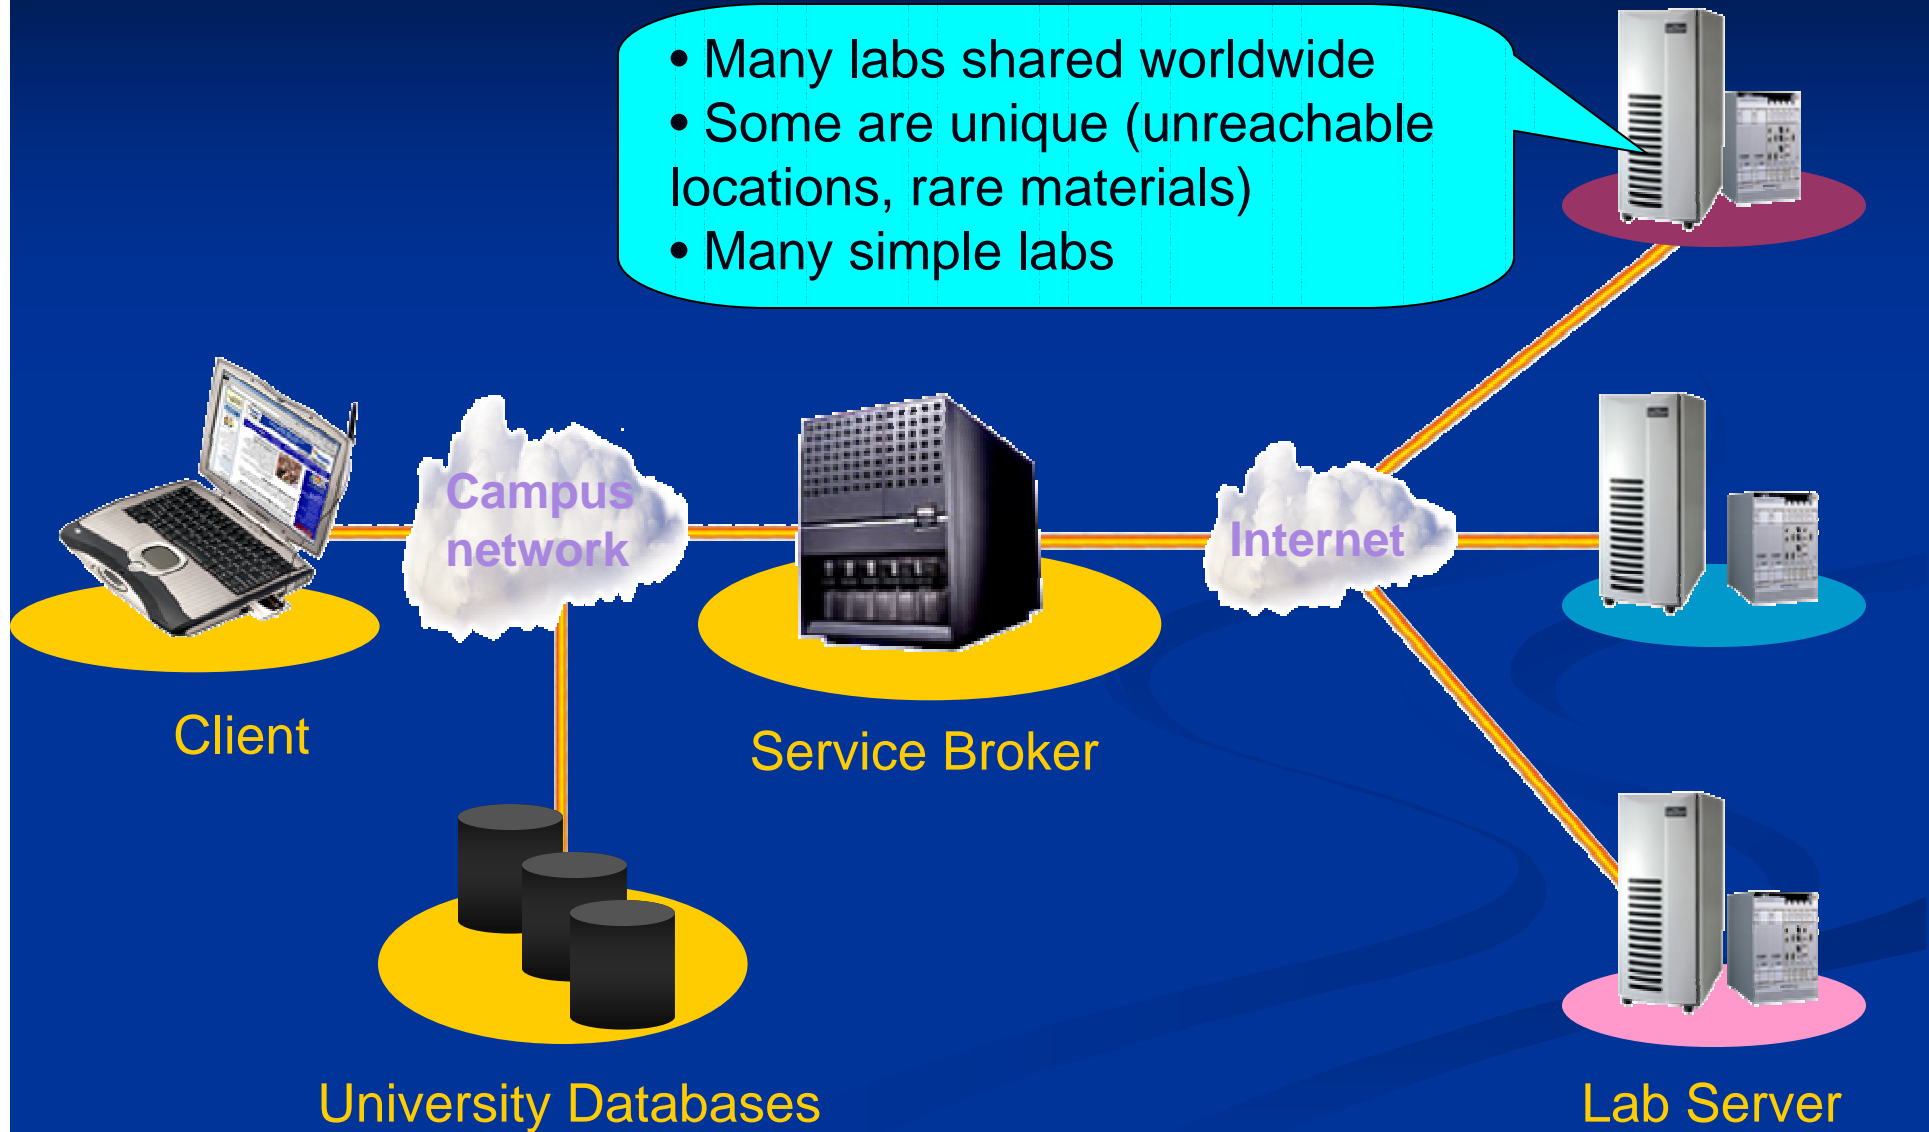 • Many labs shared worldwide
• Some are unique (unreachable
locations, rare materials)
• Many simple labs
Campus
network
Internet
Client
Service Broker
University Databases
Lab Server